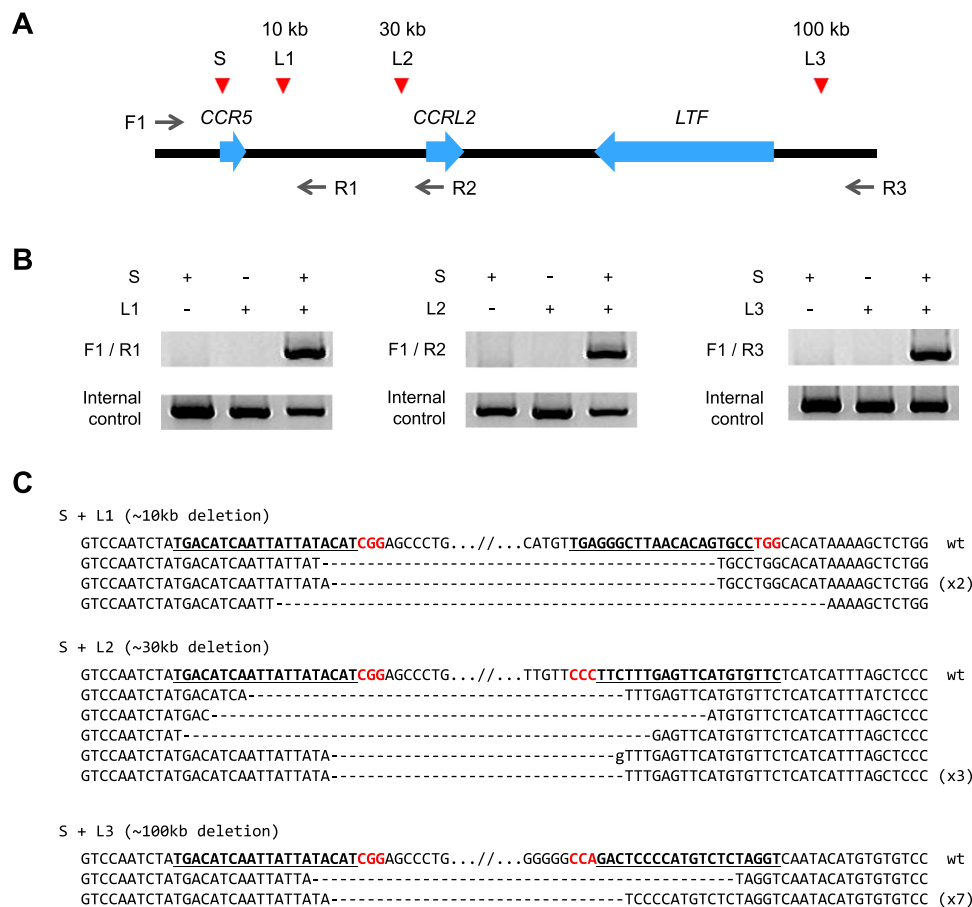 A
10 kb 30 kb 100 kb
S L1 L2 L3
F1 CCR5 CCRL2 LTF
R1 R2 R3
B
S + - +
L1 - + +
F1 / R1
Internal control
S + - +
L2 - + +
F1 / R2
Internal control
S + - +
L3 - + +
F1 / R3
Internal control
C
S + L1 (~10kb deletion)
GTCCAATCTATGACATCAATTATTATACATCGGAGCCCTG...//...CATGTTGAGGGCTTAACACAGTGCCTGGCACATAAAAGCTCTGG wt
GTCCAATCTATGACATCAATTATTAT-------------------------------------------TGCCTGGCACATAAAAGCTCTGG
GTCCAATCTATGACATCAATTATTATA------------------------------------------TGCCTGGCACATAAAAGCTCTGG (x2)
GTCCAATCTATGACATCAATT------------------------------------------------------------AAAAGCTCTGG
S + L2 (~30kb deletion)
GTCCAATCTATGACATCAATTATTATACATCGGAGCCCTG...//...TTGTTCCCTTCTTTGAGTTCATGTGTTCTCATCATTTAGCTCCC wt
GTCCAATCTATGACATCA-----------------------------------------TTTGAGTTCATGTGTTCTCATCATTTATCTCCC
GTCCAATCTATGAC------------------------------------------------------ATGTGTTCTCATCATTTAGCTCCC
GTCCAATCTAT---------------------------------------------------GAGTTCATGTGTTCTCATCATTTAGCTCCC
GTCCAATCTATGACATCAATTATTATA-------------------------------gTTTGAGTTCATGTGTTCTCATCATTTAGCTCCC
GTCCAATCTATGACATCAATTATTATA--------------------------------TTTGAGTTCATGTGTTCTCATCATTTAGCTCCC (x3)
S + L3 (~100kb deletion)
GTCCAATCTATGACATCAATTATTATACATCGGAGCCCTG...//...GGGGGCCAGACTCCCCATGTCTCTAGGTCAATACATGTGTGTCC wt
GTCCAATCTATGACATCAATTATTA----------------------------------------------TAGGTCAATACATGTGTGTCC
GTCCAATCTATGACATCAATTATTATA--------------------------------TCCCCATGTCTCTAGGTCAATACATGTGTGTCC (x7)